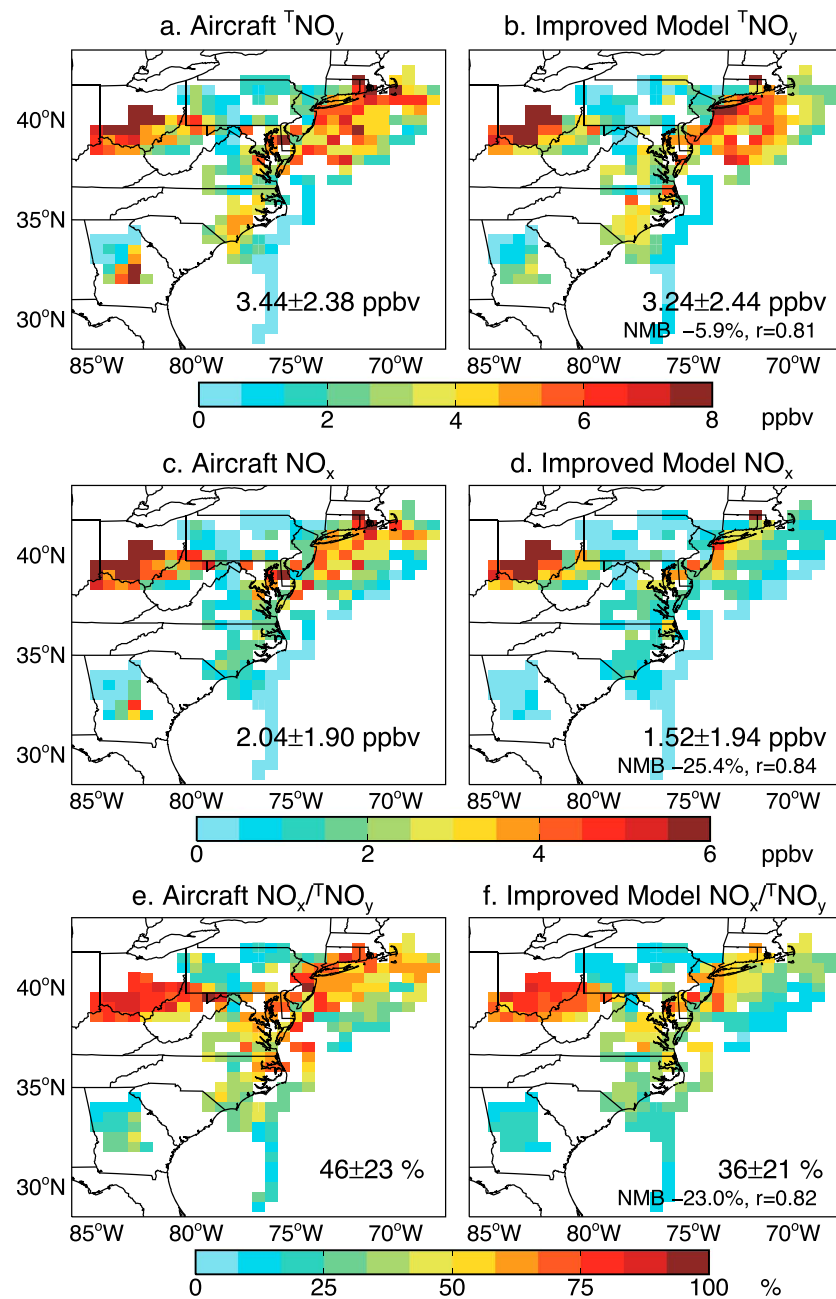 a. Aircraft ᵀNOy b. Improved Model ᵀNOy
40°N
35°N
30°N
3.44±2.38 ppbv 3.24±2.44 ppbv
NMB −5.9%, r=0.81
85°W 80°W 75°W 70°W 85°W 80°W 75°W 70°W
0 2 4 6 8 ppbv
c. Aircraft NOx d. Improved Model NOx
40°N
35°N
30°N
2.04±1.90 ppbv 1.52±1.94 ppbv
NMB −25.4%, r=0.84
85°W 80°W 75°W 70°W 85°W 80°W 75°W 70°W
0 2 4 6 ppbv
e. Aircraft NOx/ᵀNOy f. Improved Model NOx/ᵀNOy
40°N
35°N
30°N
46±23 % 36±21 %
NMB −23.0%, r=0.82
85°W 80°W 75°W 70°W 85°W 80°W 75°W 70°W
0 25 50 75 100 %